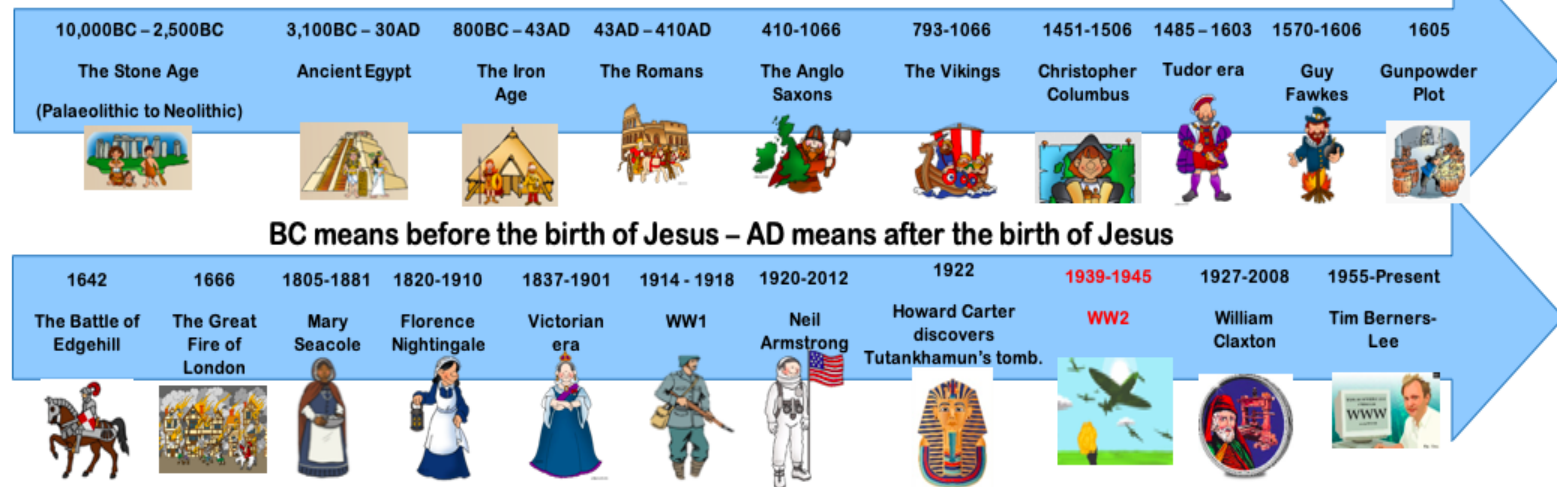 10,000BC – 2,500BC
The Stone Age
(Palaeolithic to Neolithic)
3,100BC – 30AD
Ancient Egypt
800BC – 43AD
The Iron
Age
43AD – 410AD
The Romans
410-1066
The Anglo
Saxons
793-1066
The Vikings
1451-1506
Christopher
Columbus
1485 – 1603
Tudor era
1570-1606
Guy
Fawkes
1605
Gunpowder
Plot
BC means before the birth of Jesus – AD means after the birth of Jesus
1642
The Battle of
Edgehill
1666
The Great
Fire of
London
1805-1881
Mary
Seacole
1820-1910
Florence
Nightingale
1837-1901
Victorian
era
1914 - 1918
WW1
1920-2012
Neil
Armstrong
1922
Howard Carter
discovers
Tutankhamun's tomb.
1939-1945
WW2
1927-2008
William
Claxton
1955-Present
Tim Berners-
Lee
WWW